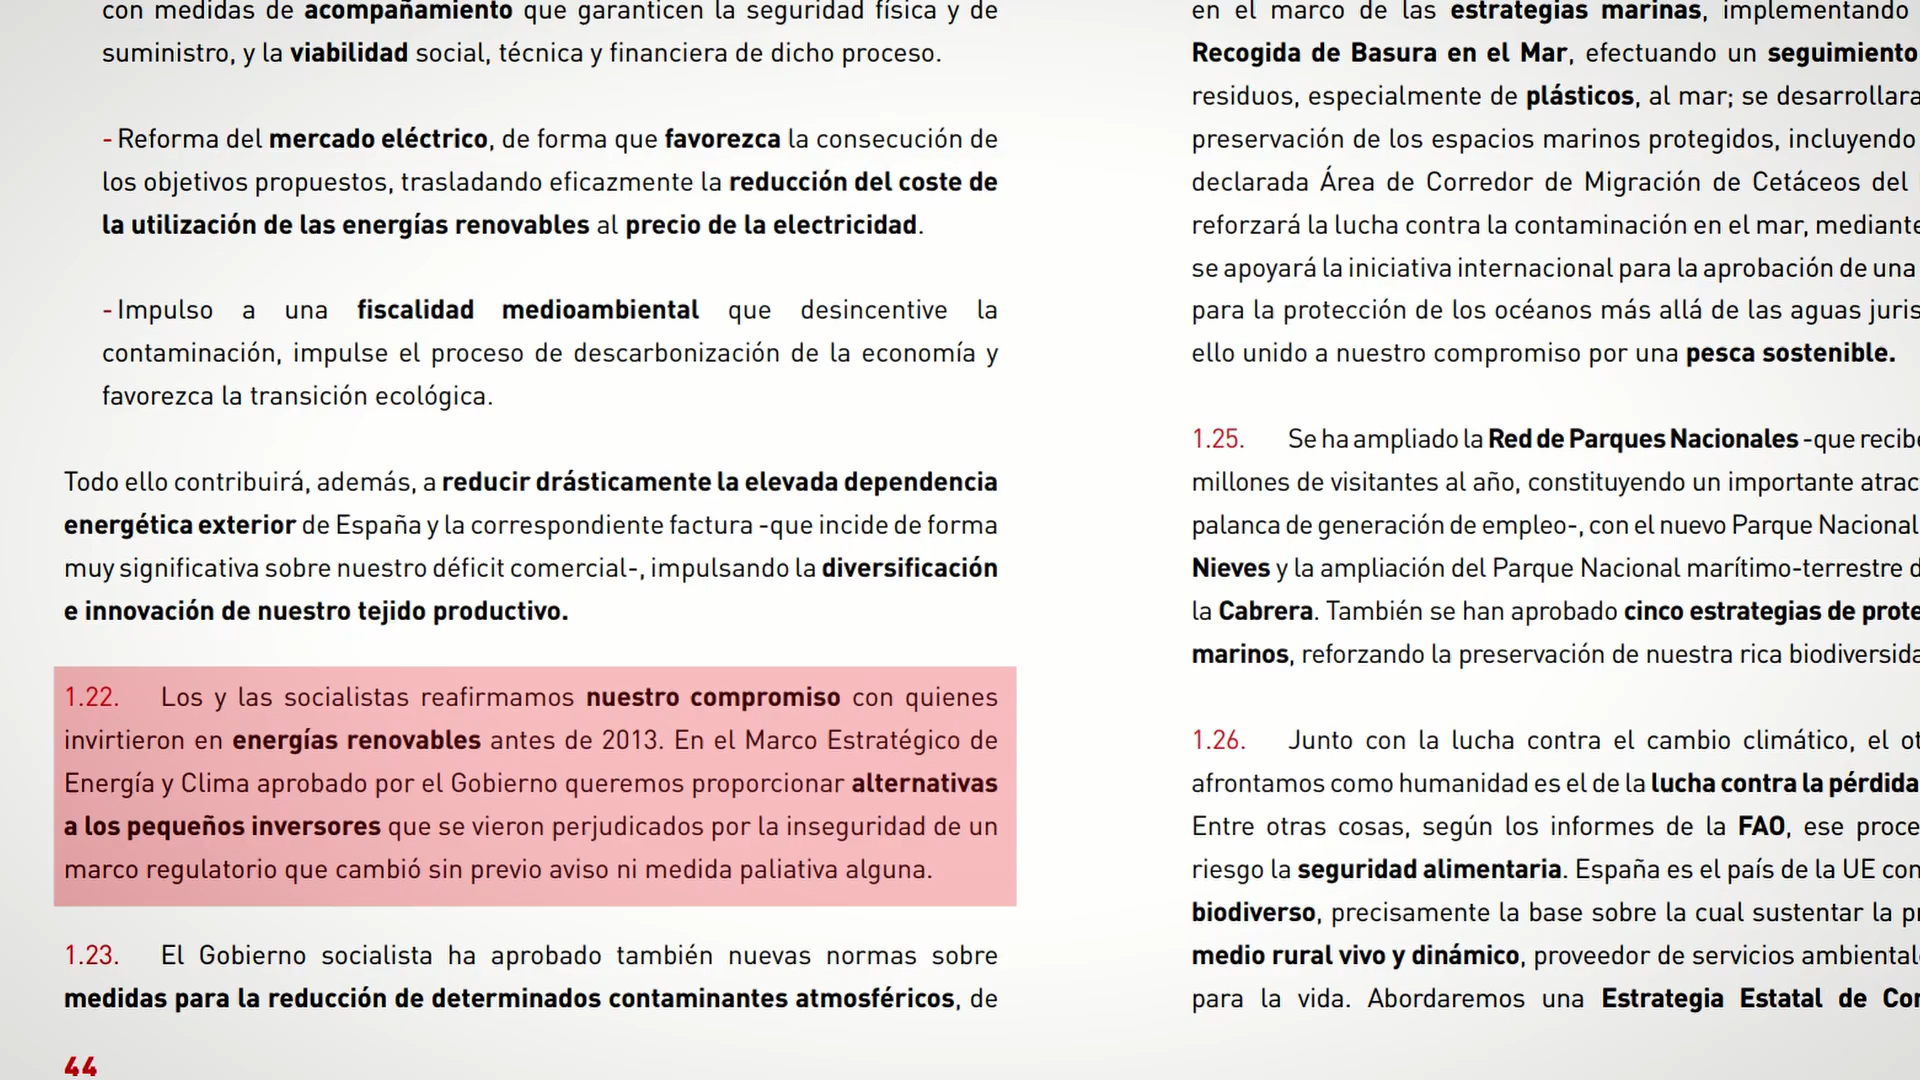 con medidas de acompañamiento que garanticen la seguridad física y de
suministro, y la viabilidad social, técnica y financiera de dicho proceso.
- Reforma del mercado eléctrico, de forma que favorezca la consecución de
los objetivos propuestos, trasladando eficazmente la reducción del coste de
la utilización de las energías renovables al precio de la electricidad.
- Impulso a una fiscalidad medioambiental que desincentive la
contaminación, impulse el proceso de descarbonización de la economía y
favorezca la transición ecológica.
Todo ello contribuirá, además, a reducir drásticamente la elevada dependencia
energética exterior de España y la correspondiente factura -que incide de forma
muy significativa sobre nuestro déficit comercial-, impulsando la diversificación
e innovación de nuestro tejido productivo.
1.22. Los y las socialistas reafirmamos nuestro compromiso con quienes
invirtieron en energías renovables antes de 2013. En el Marco Estratégico de
Energía y Clima aprobado por el Gobierno queremos proporcionar alternativas
a los pequeños inversores que se vieron perjudicados por la inseguridad de un
marco regulatorio que cambió sin previo aviso ni medida paliativa alguna.
1.23. El Gobierno socialista ha aprobado también nuevas normas sobre
medidas para la reducción de determinados contaminantes atmosféricos, de
44
en el marco de las estrategias marinas, implementando
Recogida de Basura en el Mar, efectuando un seguimiento
residuos, especialmente de plásticos, al mar; se desarrollara
preservación de los espacios marinos protegidos, incluyendo
declarada Área de Corredor de Migración de Cetáceos del
reforzará la lucha contra la contaminación en el mar, mediante
se apoyará la iniciativa internacional para la aprobación de una
para la protección de los océanos más allá de las aguas juris
ello unido a nuestro compromiso por una pesca sostenible.
1.25. Se ha ampliado la Red de Parques Nacionales -que recibe
millones de visitantes al año, constituyendo un importante atrac
palanca de generación de empleo-, con el nuevo Parque Nacional
Nieves y la ampliación del Parque Nacional marítimo-terrestre d
la Cabrera. También se han aprobado cinco estrategias de prote
marinos, reforzando la preservación de nuestra rica biodiversida
1.26. Junto con la lucha contra el cambio climático, el ot
afrontamos como humanidad es el de la lucha contra la pérdida
Entre otras cosas, según los informes de la FAO, ese proce
riesgo la seguridad alimentaria. España es el país de la UE con
biodiverso, precisamente la base sobre la cual sustentar la pr
medio rural vivo y dinámico, proveedor de servicios ambientale
para la vida. Abordaremos una Estrategia Estatal de Con